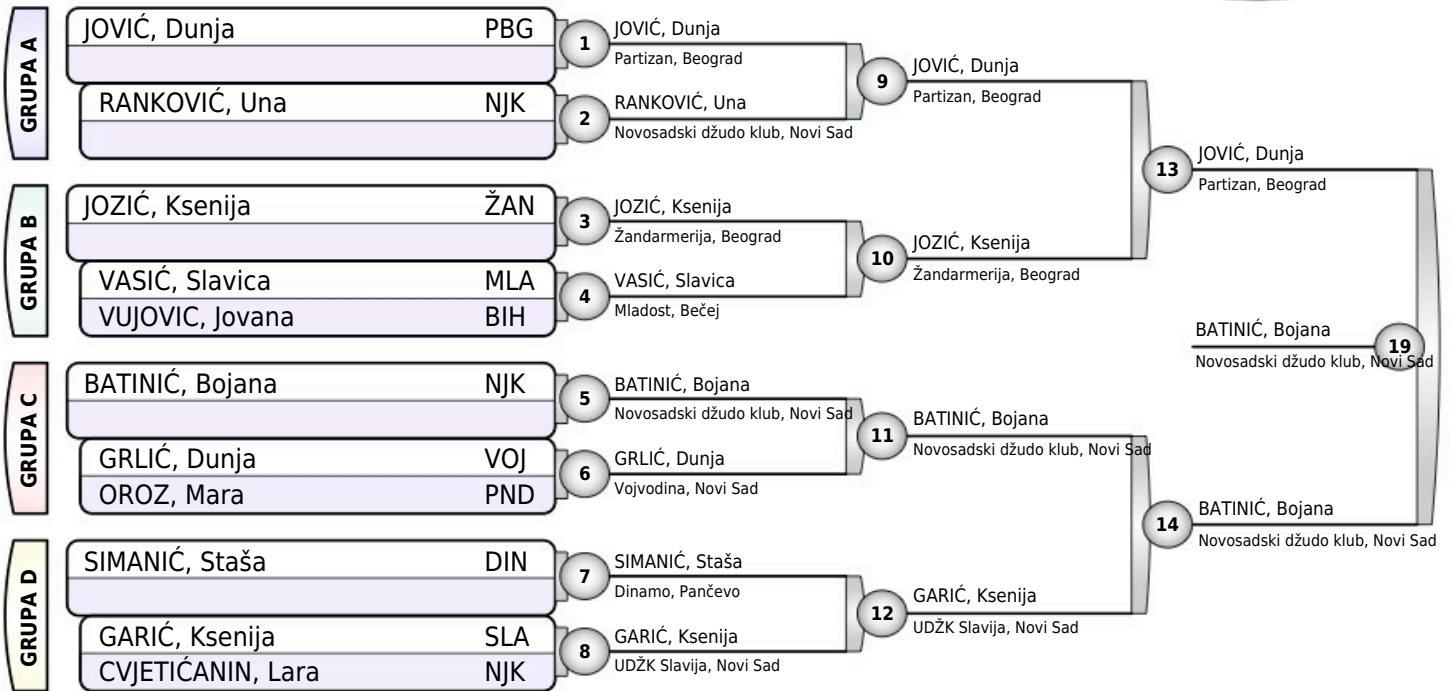 GRUPA A
JOVIĆ, Dunja PBG
RANKOVIĆ, Una NJK
1
JOVIĆ, Dunja
Partizan, Beograd
2
RANKOVIĆ, Una
Novosadski džudo klub, Novi Sad
9
JOVIĆ, Dunja
Partizan, Beograd
GRUPA B
JOZIĆ, Ksenija ŽAN
VASIĆ, Slavica MLA
VUJOVIC, Jovana BIH
3
JOZIĆ, Ksenija
Žandarmerija, Beograd
4
VASIĆ, Slavica
Mladost, Bečej
10
JOZIĆ, Ksenija
Žandarmerija, Beograd
13
JOVIĆ, Dunja
Partizan, Beograd
GRUPA C
BATINIĆ, Bojana NJK
GRLIĆ, Dunja VOJ
OROZ, Mara PND
5
BATINIĆ, Bojana
Novosadski džudo klub, Novi Sad
6
GRLIĆ, Dunja
Vojvodina, Novi Sad
11
BATINIĆ, Bojana
Novosadski džudo klub, Novi Sad
GRUPA D
SIMANIĆ, Staša DIN
GARIĆ, Ksenija SLA
CVJETIĆANIN, Lara NJK
7
SIMANIĆ, Staša
Dinamo, Pančevo
8
GARIĆ, Ksenija
UDŽK Slavija, Novi Sad
12
GARIĆ, Ksenija
UDŽK Slavija, Novi Sad
14
BATINIĆ, Bojana
Novosadski džudo klub, Novi Sad
BATINIĆ, Bojana
19
Novosadski džudo klub, Novi Sad